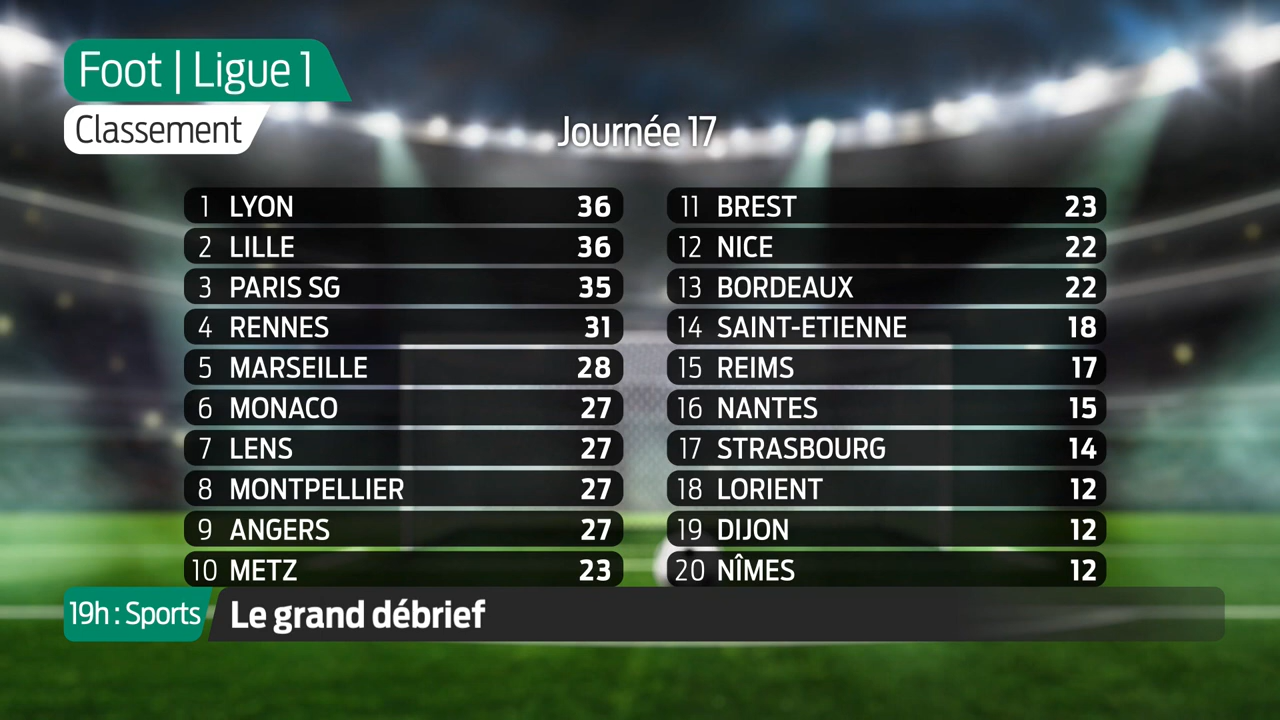 Foot | Ligue 1
Classement
Journée 17
1 LYON 36
2 LILLE 36
3 PARIS SG 35
4 RENNES 31
5 MARSEILLE 28
6 MONACO 27
7 LENS 27
8 MONTPELLIER 27
9 ANGERS 27
10 METZ 23
11 BREST 23
12 NICE 22
13 BORDEAUX 22
14 SAINT-ETIENNE 18
15 REIMS 17
16 NANTES 15
17 STRASBOURG 14
18 LORIENT 12
19 DIJON 12
20 NÎMES 12
19h : Sports Le grand débrief